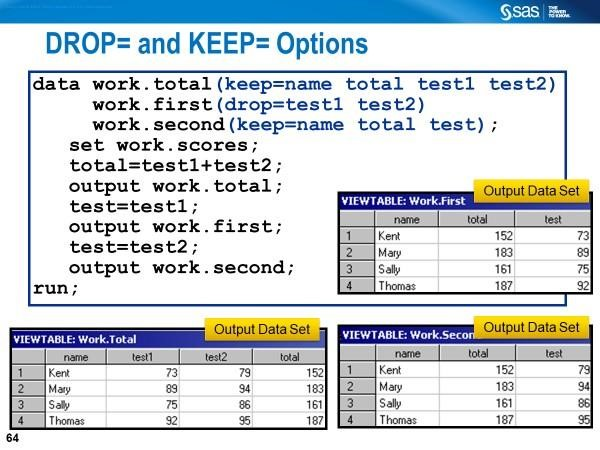 sas THE POWER TO KNOW.
DROP= and KEEP= Options
data work.total(keep=name total test1 test2)
work.first(drop=test1 test2)
work.second(keep=name total test);
set work.scores;
total=test1+test2;
output work.total;
test=test1;
output work.first;
test=test2;
output work.second;
run;
Output Data Set
VIEWTABLE: Work.First
name total test
1 Kent 152 73
2 Mary 183 89
3 Sally 161 75
4 Thomas 187 92
Output Data Set
VIEWTABLE: Work.Total
name test1 test2 total
1 Kent 73 79 152
2 Mary 89 94 183
3 Sally 75 86 161
4 Thomas 92 95 187
Output Data Set
VIEWTABLE: Work.Second
name total test
1 Kent 152 79
2 Mary 183 94
3 Sally 161 86
4 Thomas 187 95
64